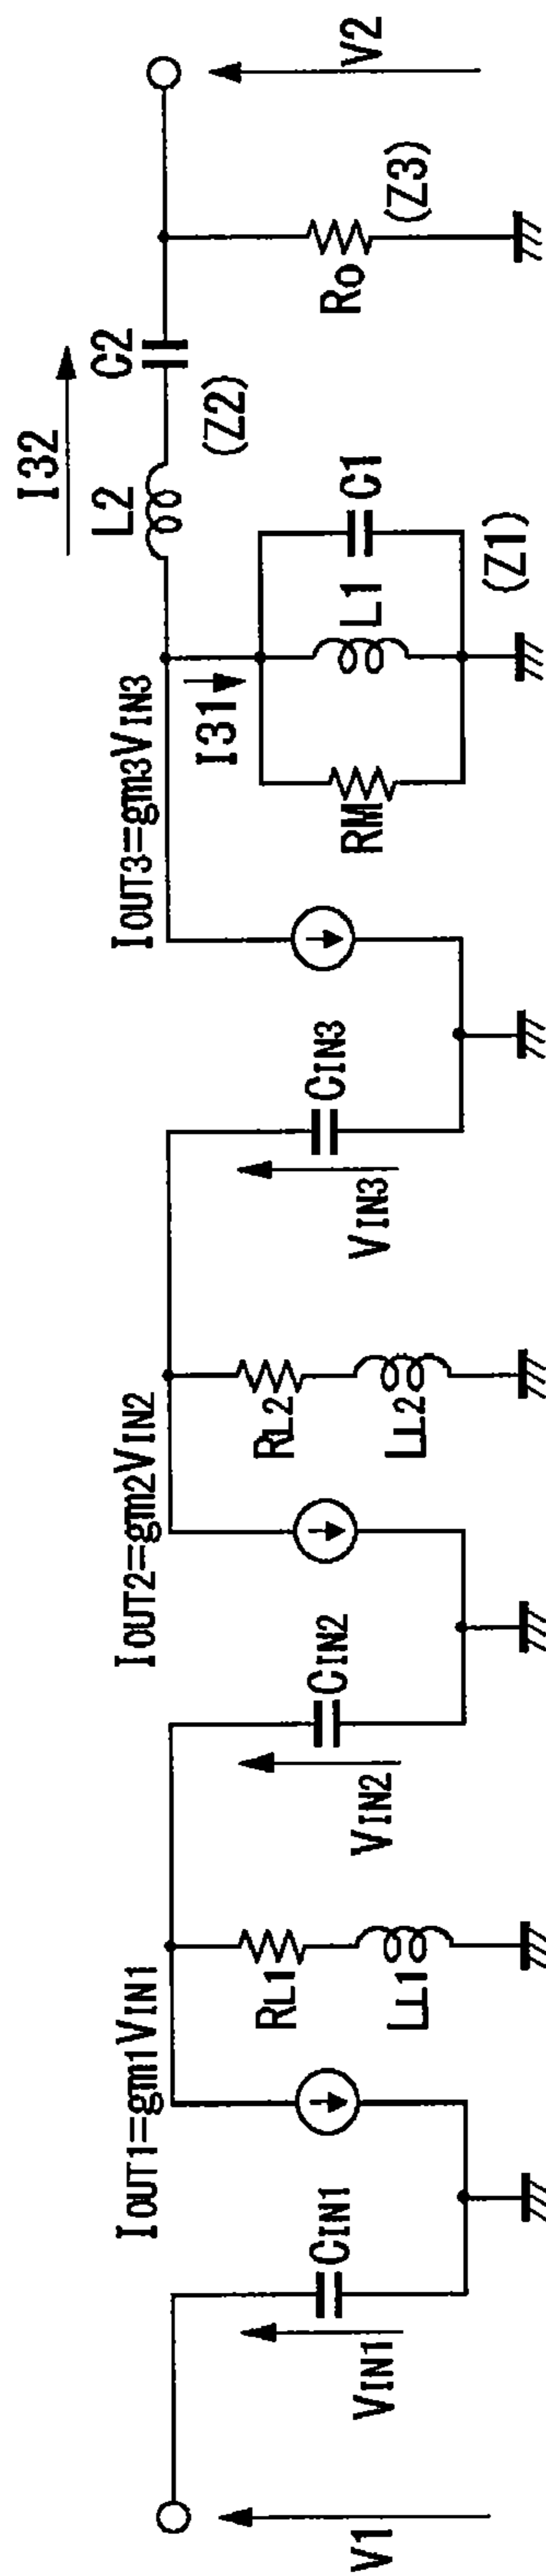 V1
VIN1
CIN1
IOUT1=gm1VIN1
RL1
LL1
VIN2
CIN2
IOUT2=gm2VIN2
RL2
LL2
VIN3
CIN3
IOUT3=gm3VIN3
RM
I31
L1
C1
(Z1)
I32
L2
C2
(Z2)
Ro
(Z3)
V2